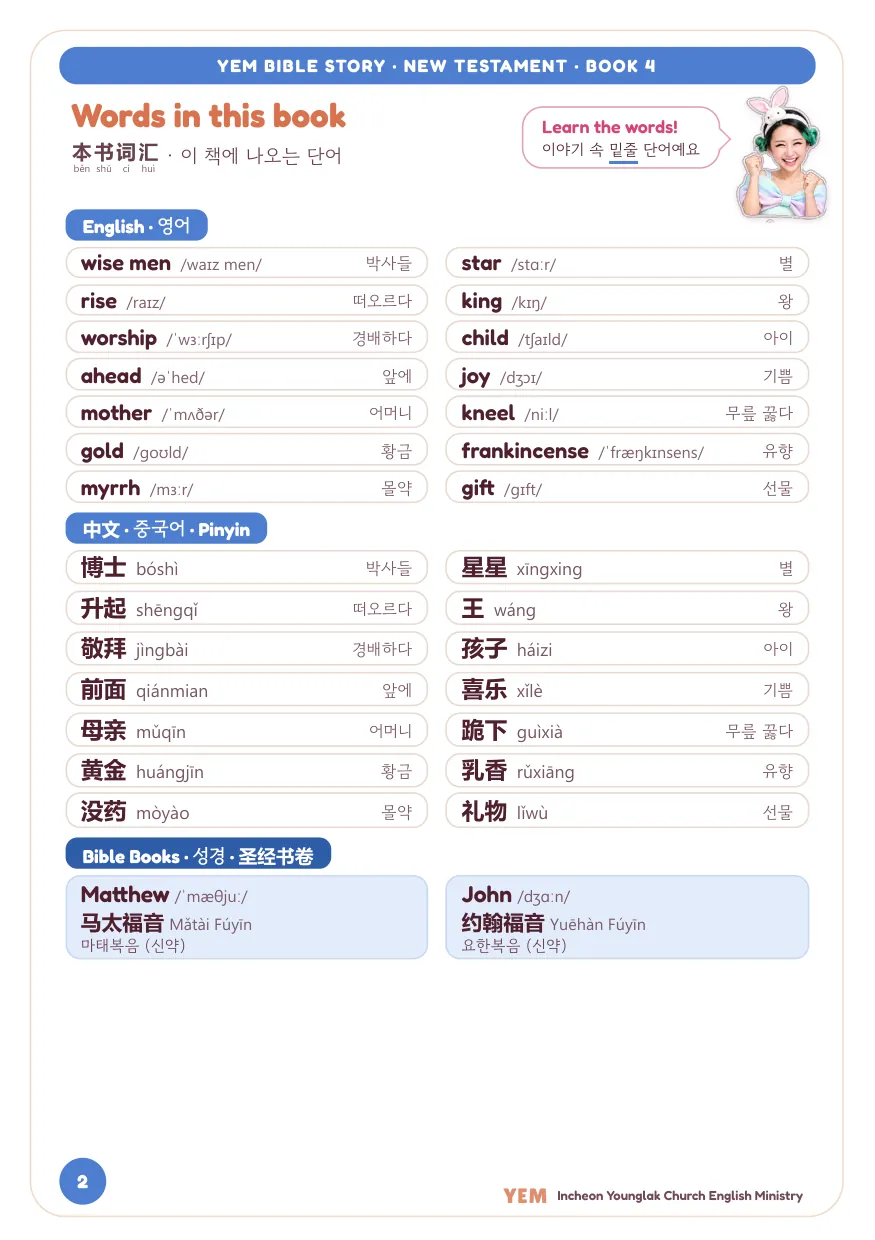 YEM BIBLE STORY · NEW TESTAMENT · BOOK 4
Words in this book
本书词汇 · 이 책에 나오는 단어
běn shū cí huì
Learn the words!
이야기 속 밑줄 단어예요
English · 영어
wise men /waɪz men/ 박사들
star /stɑːr/ 별
rise /raɪz/ 떠오르다
king /kɪŋ/ 왕
worship /ˈwɜːrʃɪp/ 경배하다
child /tʃaɪld/ 아이
ahead /əˈhed/ 앞에
joy /dʒɔɪ/ 기쁨
mother /ˈmʌðər/ 어머니
kneel /niːl/ 무릎 꿇다
gold /ɡoʊld/ 황금
frankincense /ˈfræŋkɪnsens/ 유향
myrrh /mɜːr/ 몰약
gift /ɡɪft/ 선물
中文 · 중국어 · Pinyin
博士 bóshì 박사들
星星 xīngxing 별
升起 shēngqǐ 떠오르다
王 wáng 왕
敬拜 jìngbài 경배하다
孩子 háizi 아이
前面 qiánmian 앞에
喜乐 xǐlè 기쁨
母亲 mǔqīn 어머니
跪下 guìxià 무릎 꿇다
黄金 huángjīn 황금
乳香 rǔxiāng 유향
没药 mòyào 몰약
礼物 lǐwù 선물
Bible Books · 성경 · 圣经书卷
Matthew /ˈmæθjuː/
马太福音 Mǎtài Fúyīn
마태복음 (신약)
John /dʒɑːn/
约翰福音 Yuēhàn Fúyīn
요한복음 (신약)
2
YEM Incheon Younglak Church English Ministry